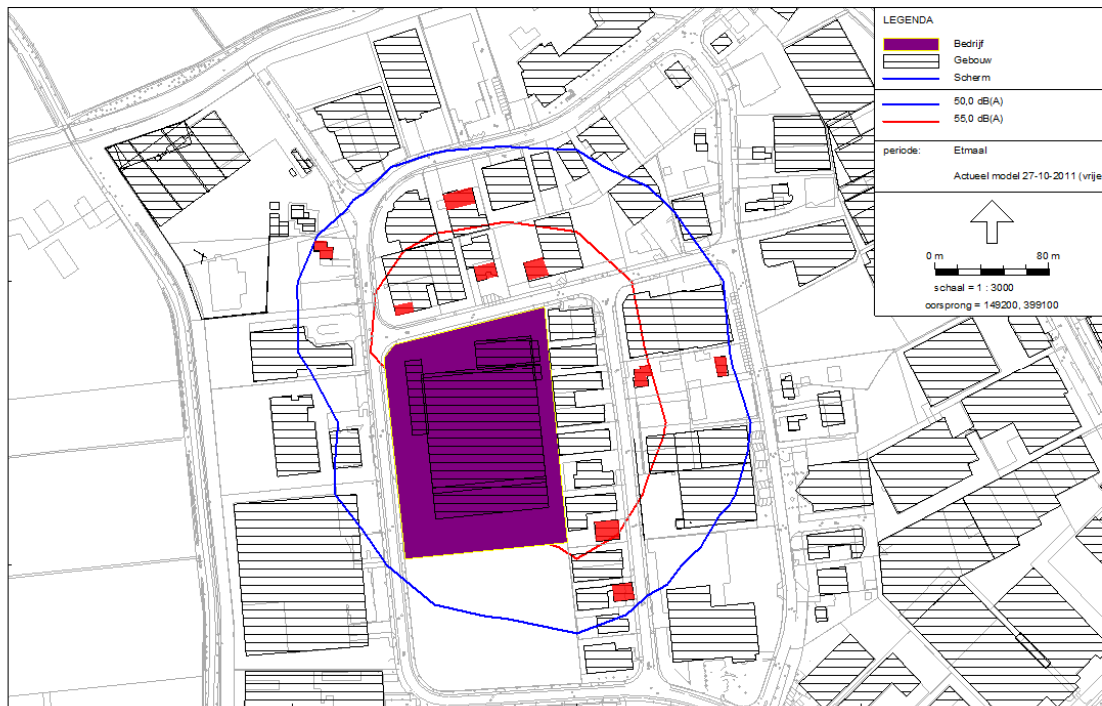 LEGENDA
Bedrijf
Gebouw
Scherm
50,0 dB(A)
55,0 dB(A)
periode: Etmaal
Actueel model 27-10-2011 (vrije
0 m 80 m
schaal = 1 : 3000
oorsprong = 149200, 399100